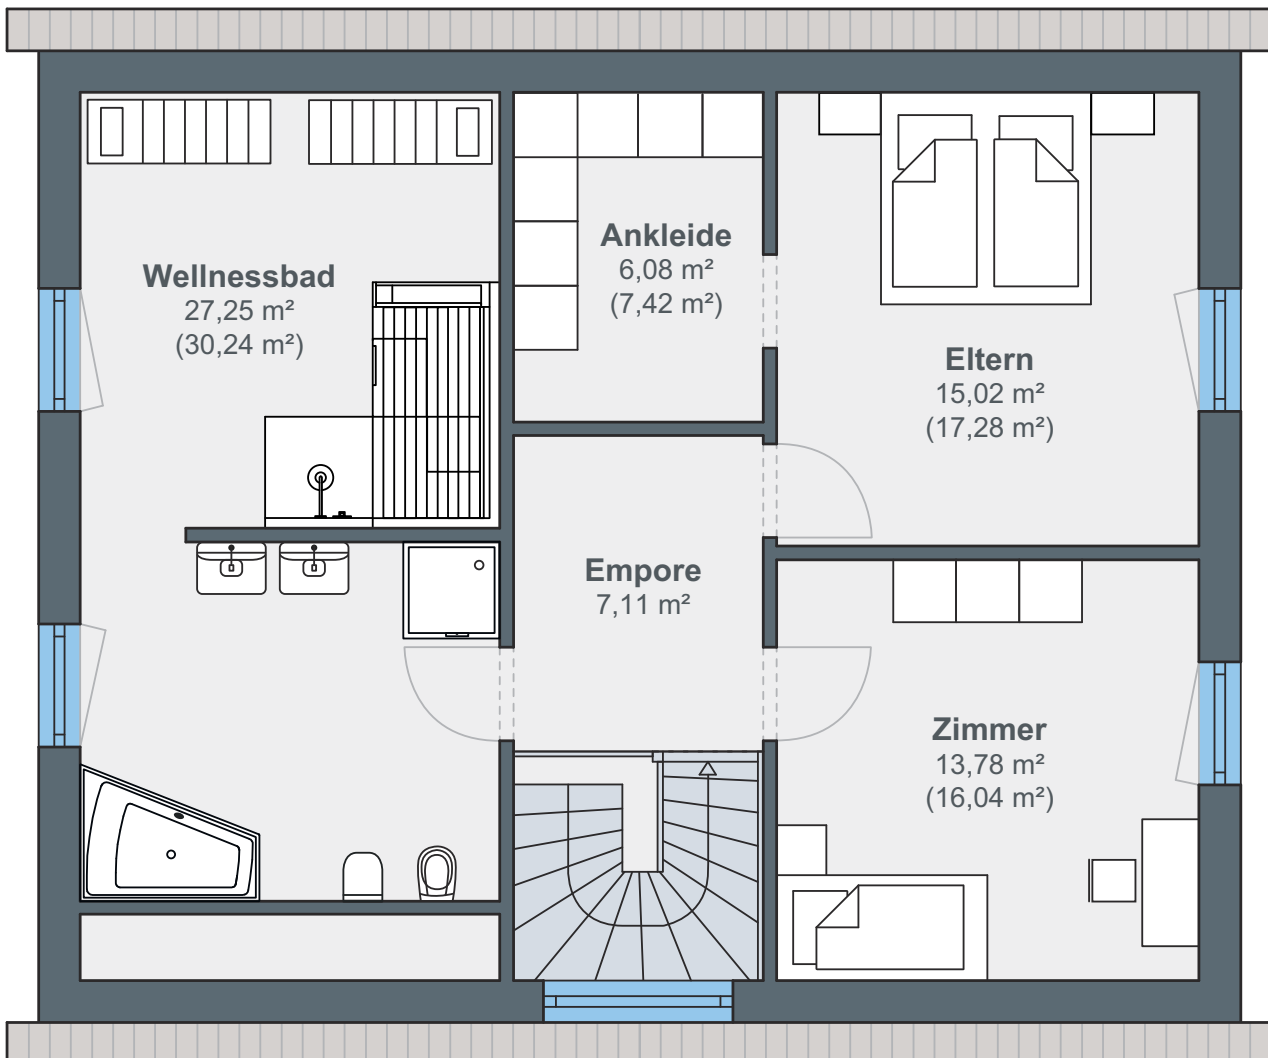 Wellnessbad
27,25 m²
(30,24 m²)
Ankleide
6,08 m²
(7,42 m²)
Eltern
15,02 m²
(17,28 m²)
Empore
7,11 m²
Zimmer
13,78 m²
(16,04 m²)